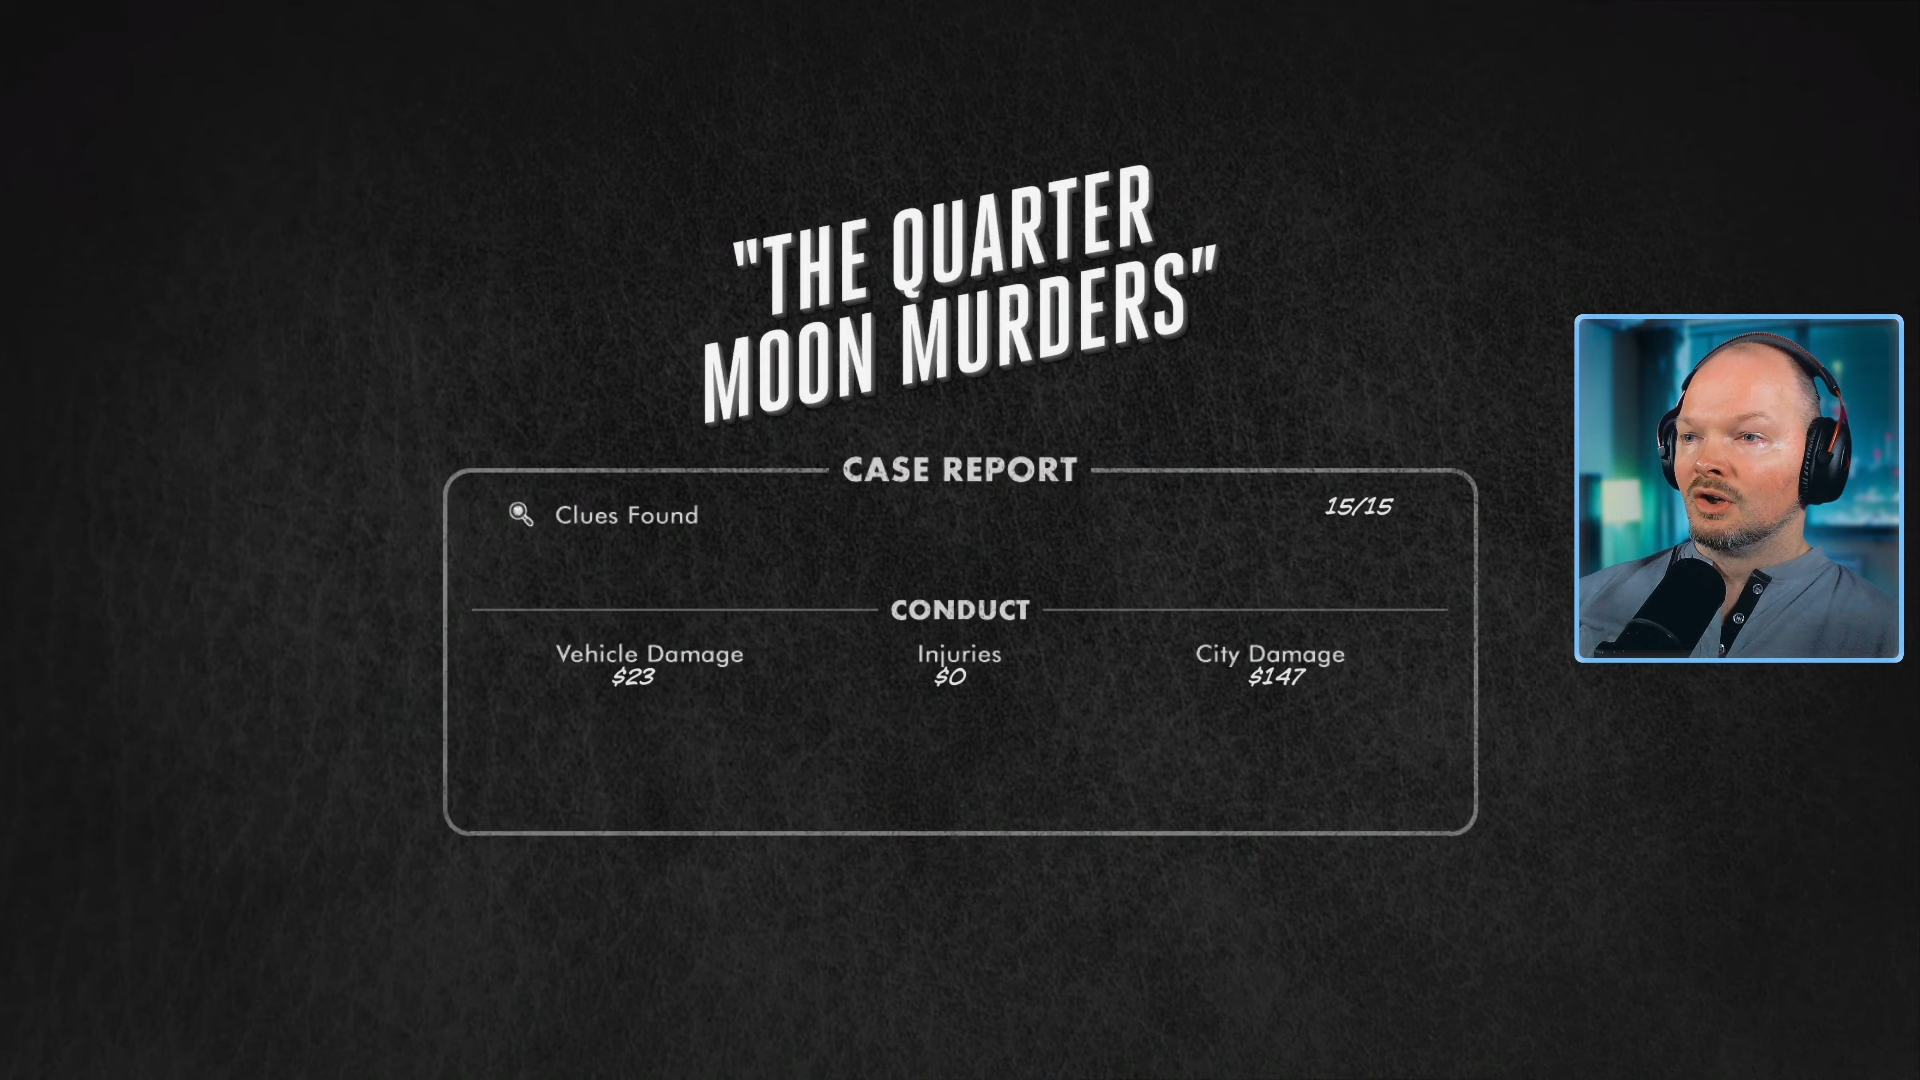 "THE QUARTER
MOON MURDERS"
CASE REPORT
Clues Found 15/15
CONDUCT
Vehicle Damage Injuries City Damage
$23 $0 $147